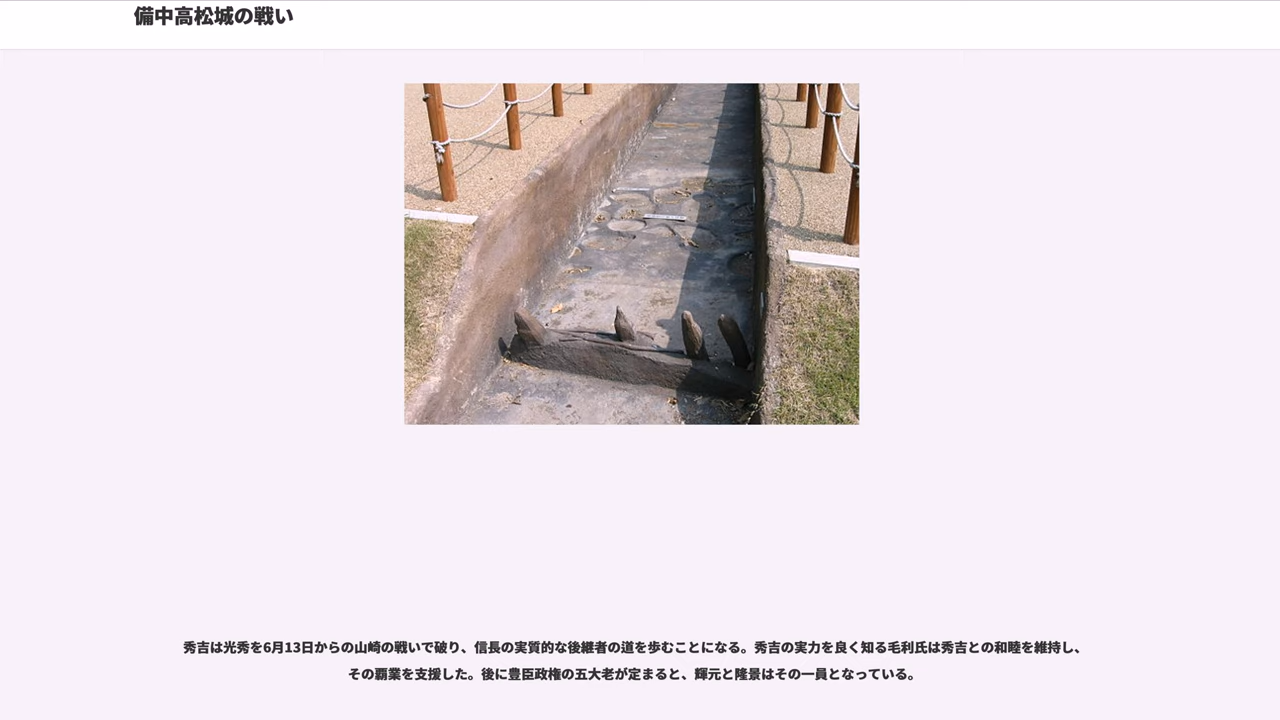 備中高松城の戦い
秀吉は光秀を6月13日からの山崎の戦いで破り、信長の実質的な後継者の道を歩むことになる。秀吉の実力を良く知る毛利氏は秀吉との和睦を維持し、
その覇業を支援した。後に豊臣政権の五大老が定まると、輝元と隆景はその一員となっている。